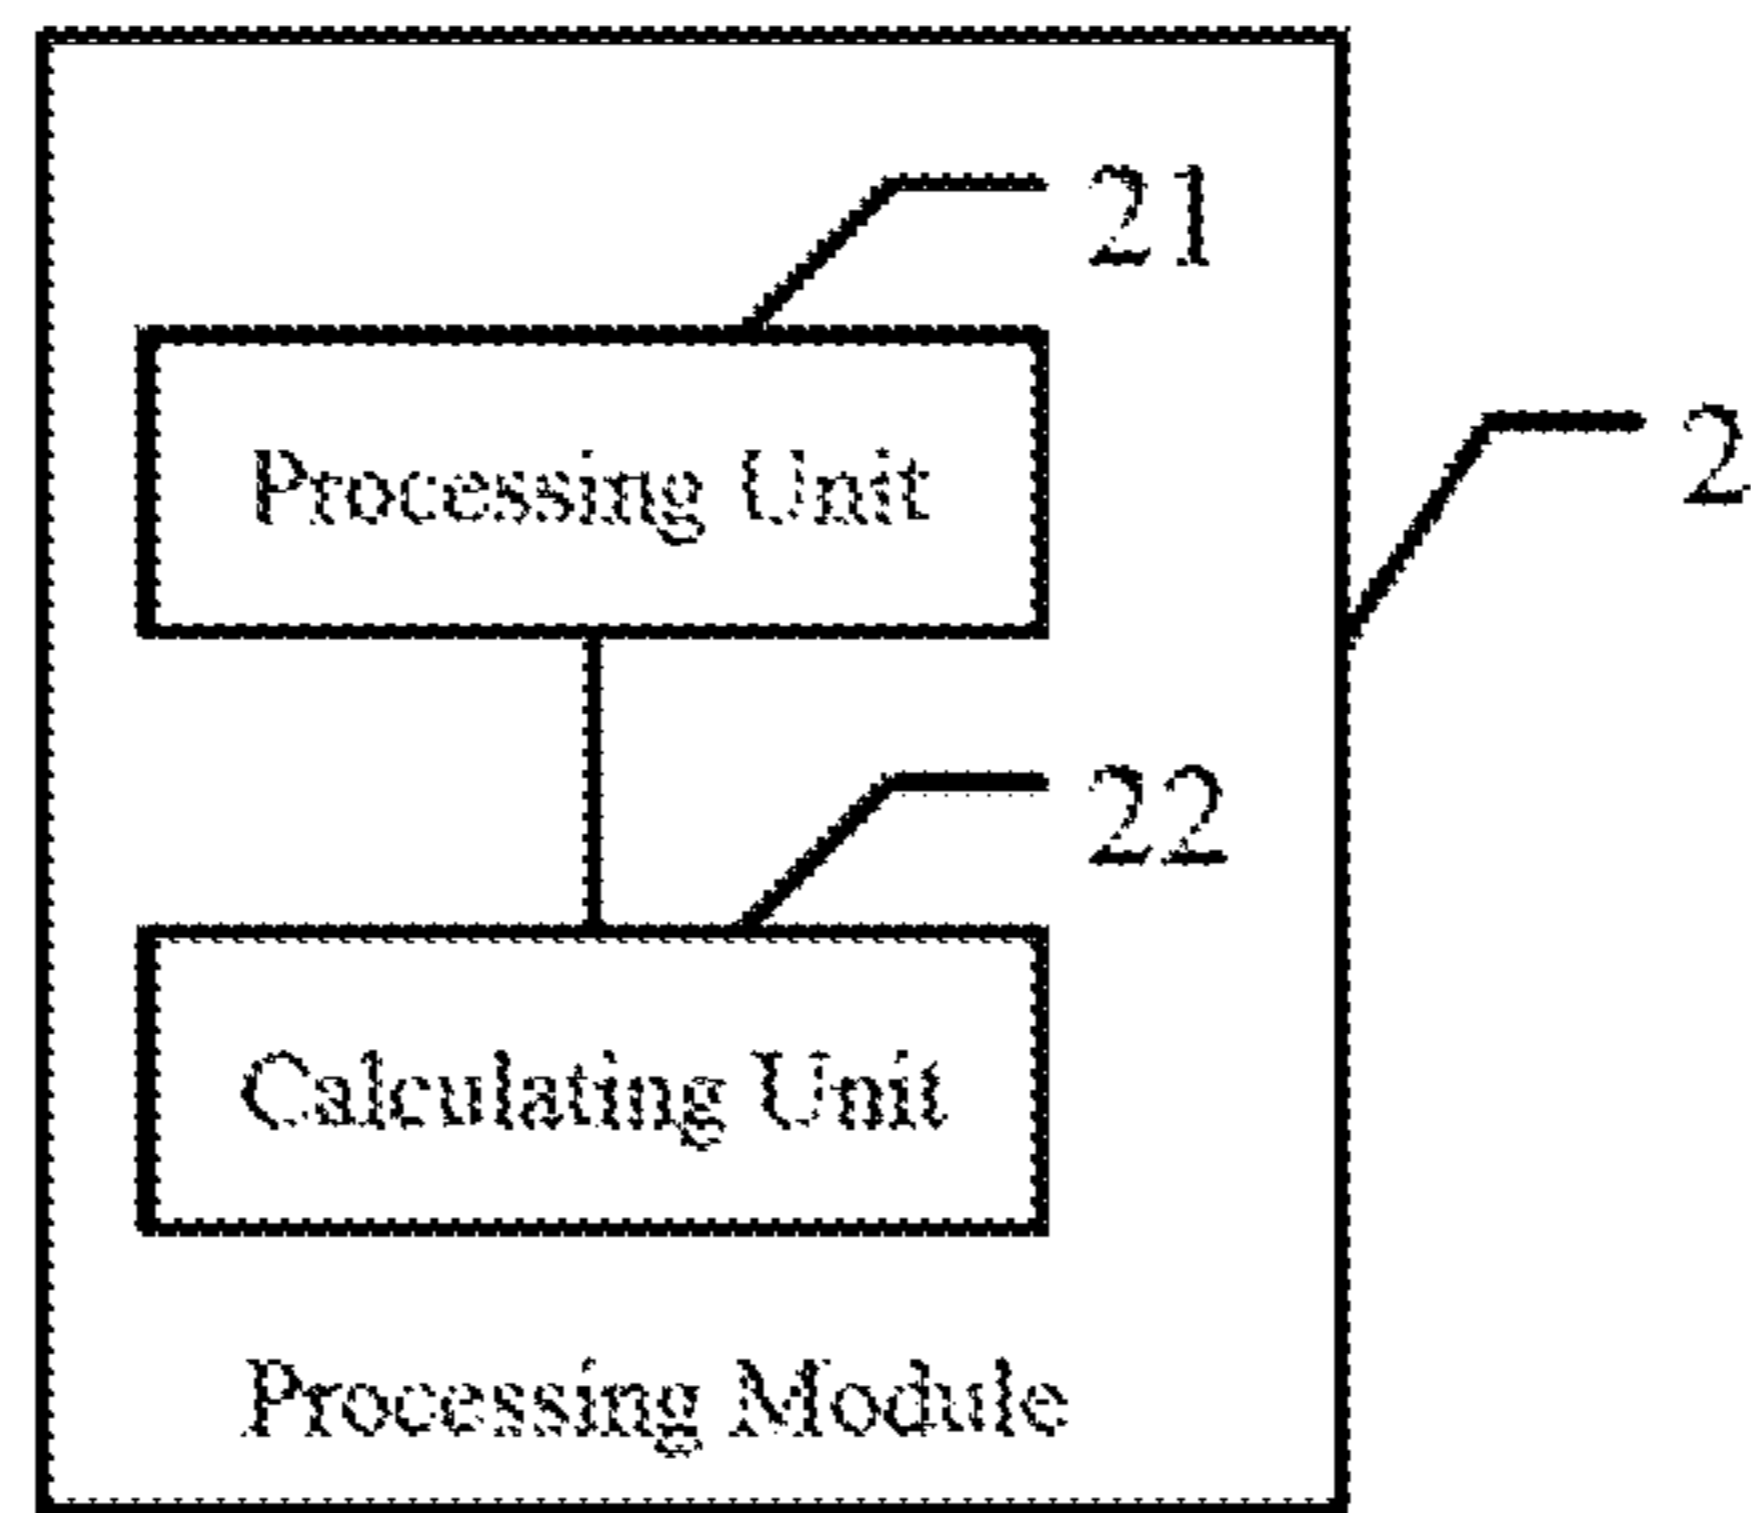 21
Processing Unit
2
22
Calculating Unit
Processing Module